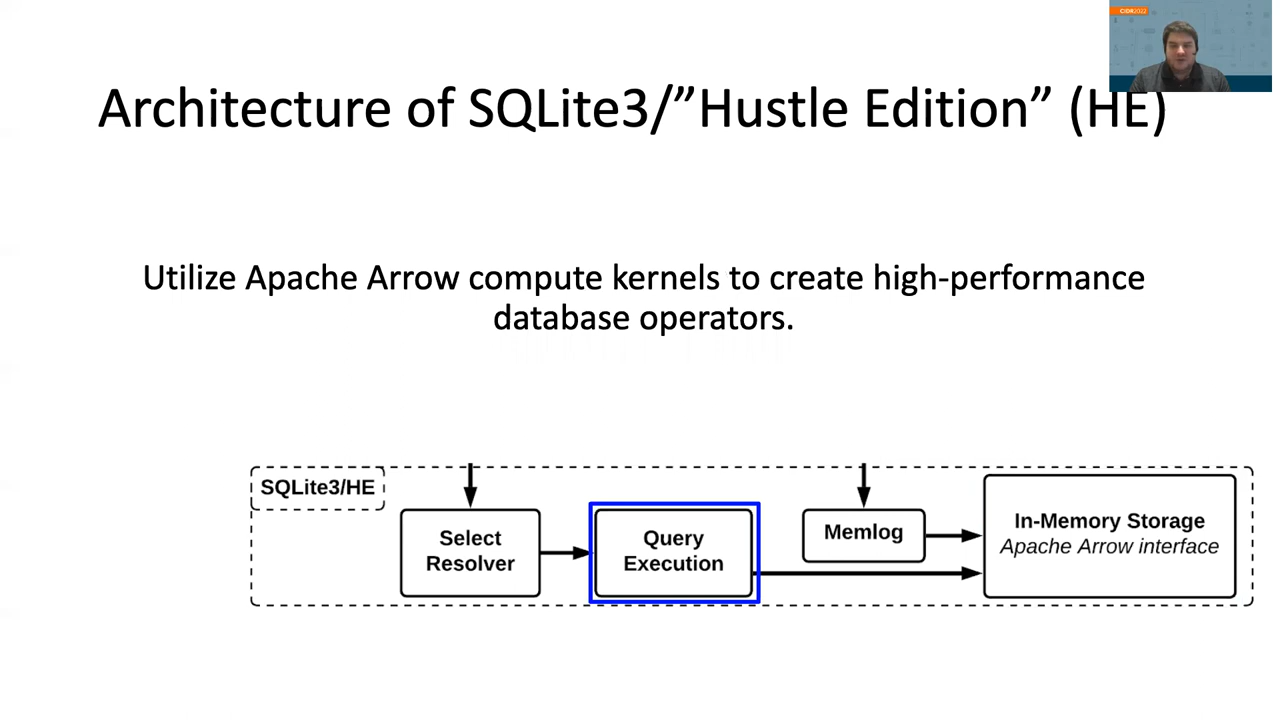 CIDR2022
Architecture of SQLite3/”Hustle Edition” (HE)
Utilize Apache Arrow compute kernels to create high-performance
database operators.
SQLite3/HE
Select
Resolver
Query
Execution
Memlog
In-Memory Storage
Apache Arrow interface